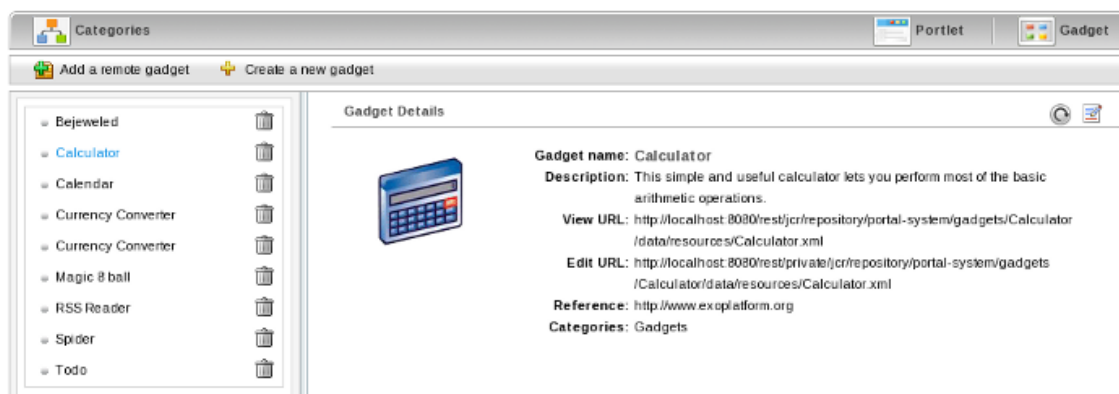 Categories
Portlet
Gadget
Add a remote gadget
Create a new gadget
Bejeweled
Calculator
Calendar
Currency Converter
Currency Converter
Magic 8 ball
RSS Reader
Spider
Todo
Gadget Details
Gadget name: Calculator
Description: This simple and useful calculator lets you perform most of the basic
arithmetic operations.
View URL: http://localhost:8080/rest/jcr/repository/portal-system/gadgets/Calculator
/data/resources/Calculator.xml
Edit URL: http://localhost:8080/rest/private/jcr/repository/portal-system/gadgets
/Calculator/data/resources/Calculator.xml
Reference: http://www.exoplatform.org
Categories: Gadgets